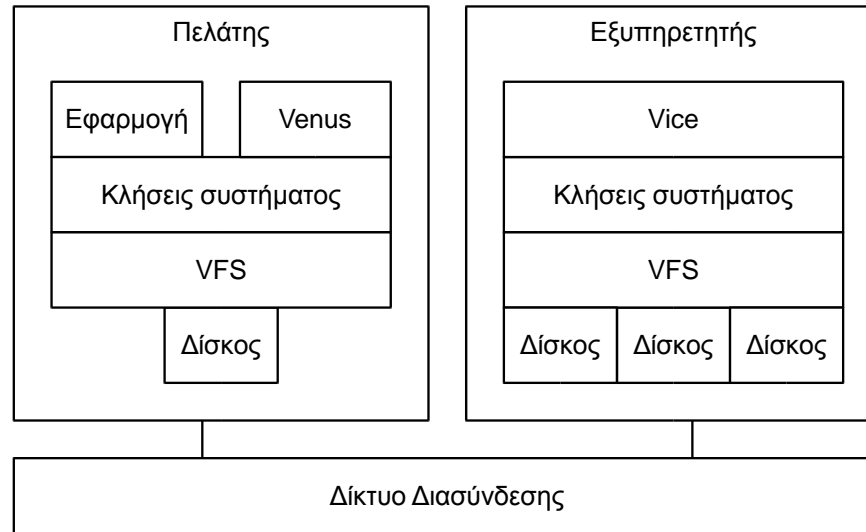 Πελάτης
Εφαρμογή
Venus
Κλήσεις συστήματος
VFS
Δίσκος
Εξυπηρετητής
Vice
Κλήσεις συστήματος
VFS
Δίσκος
Δίσκος
Δίσκος
Δίκτυο Διασύνδεσης